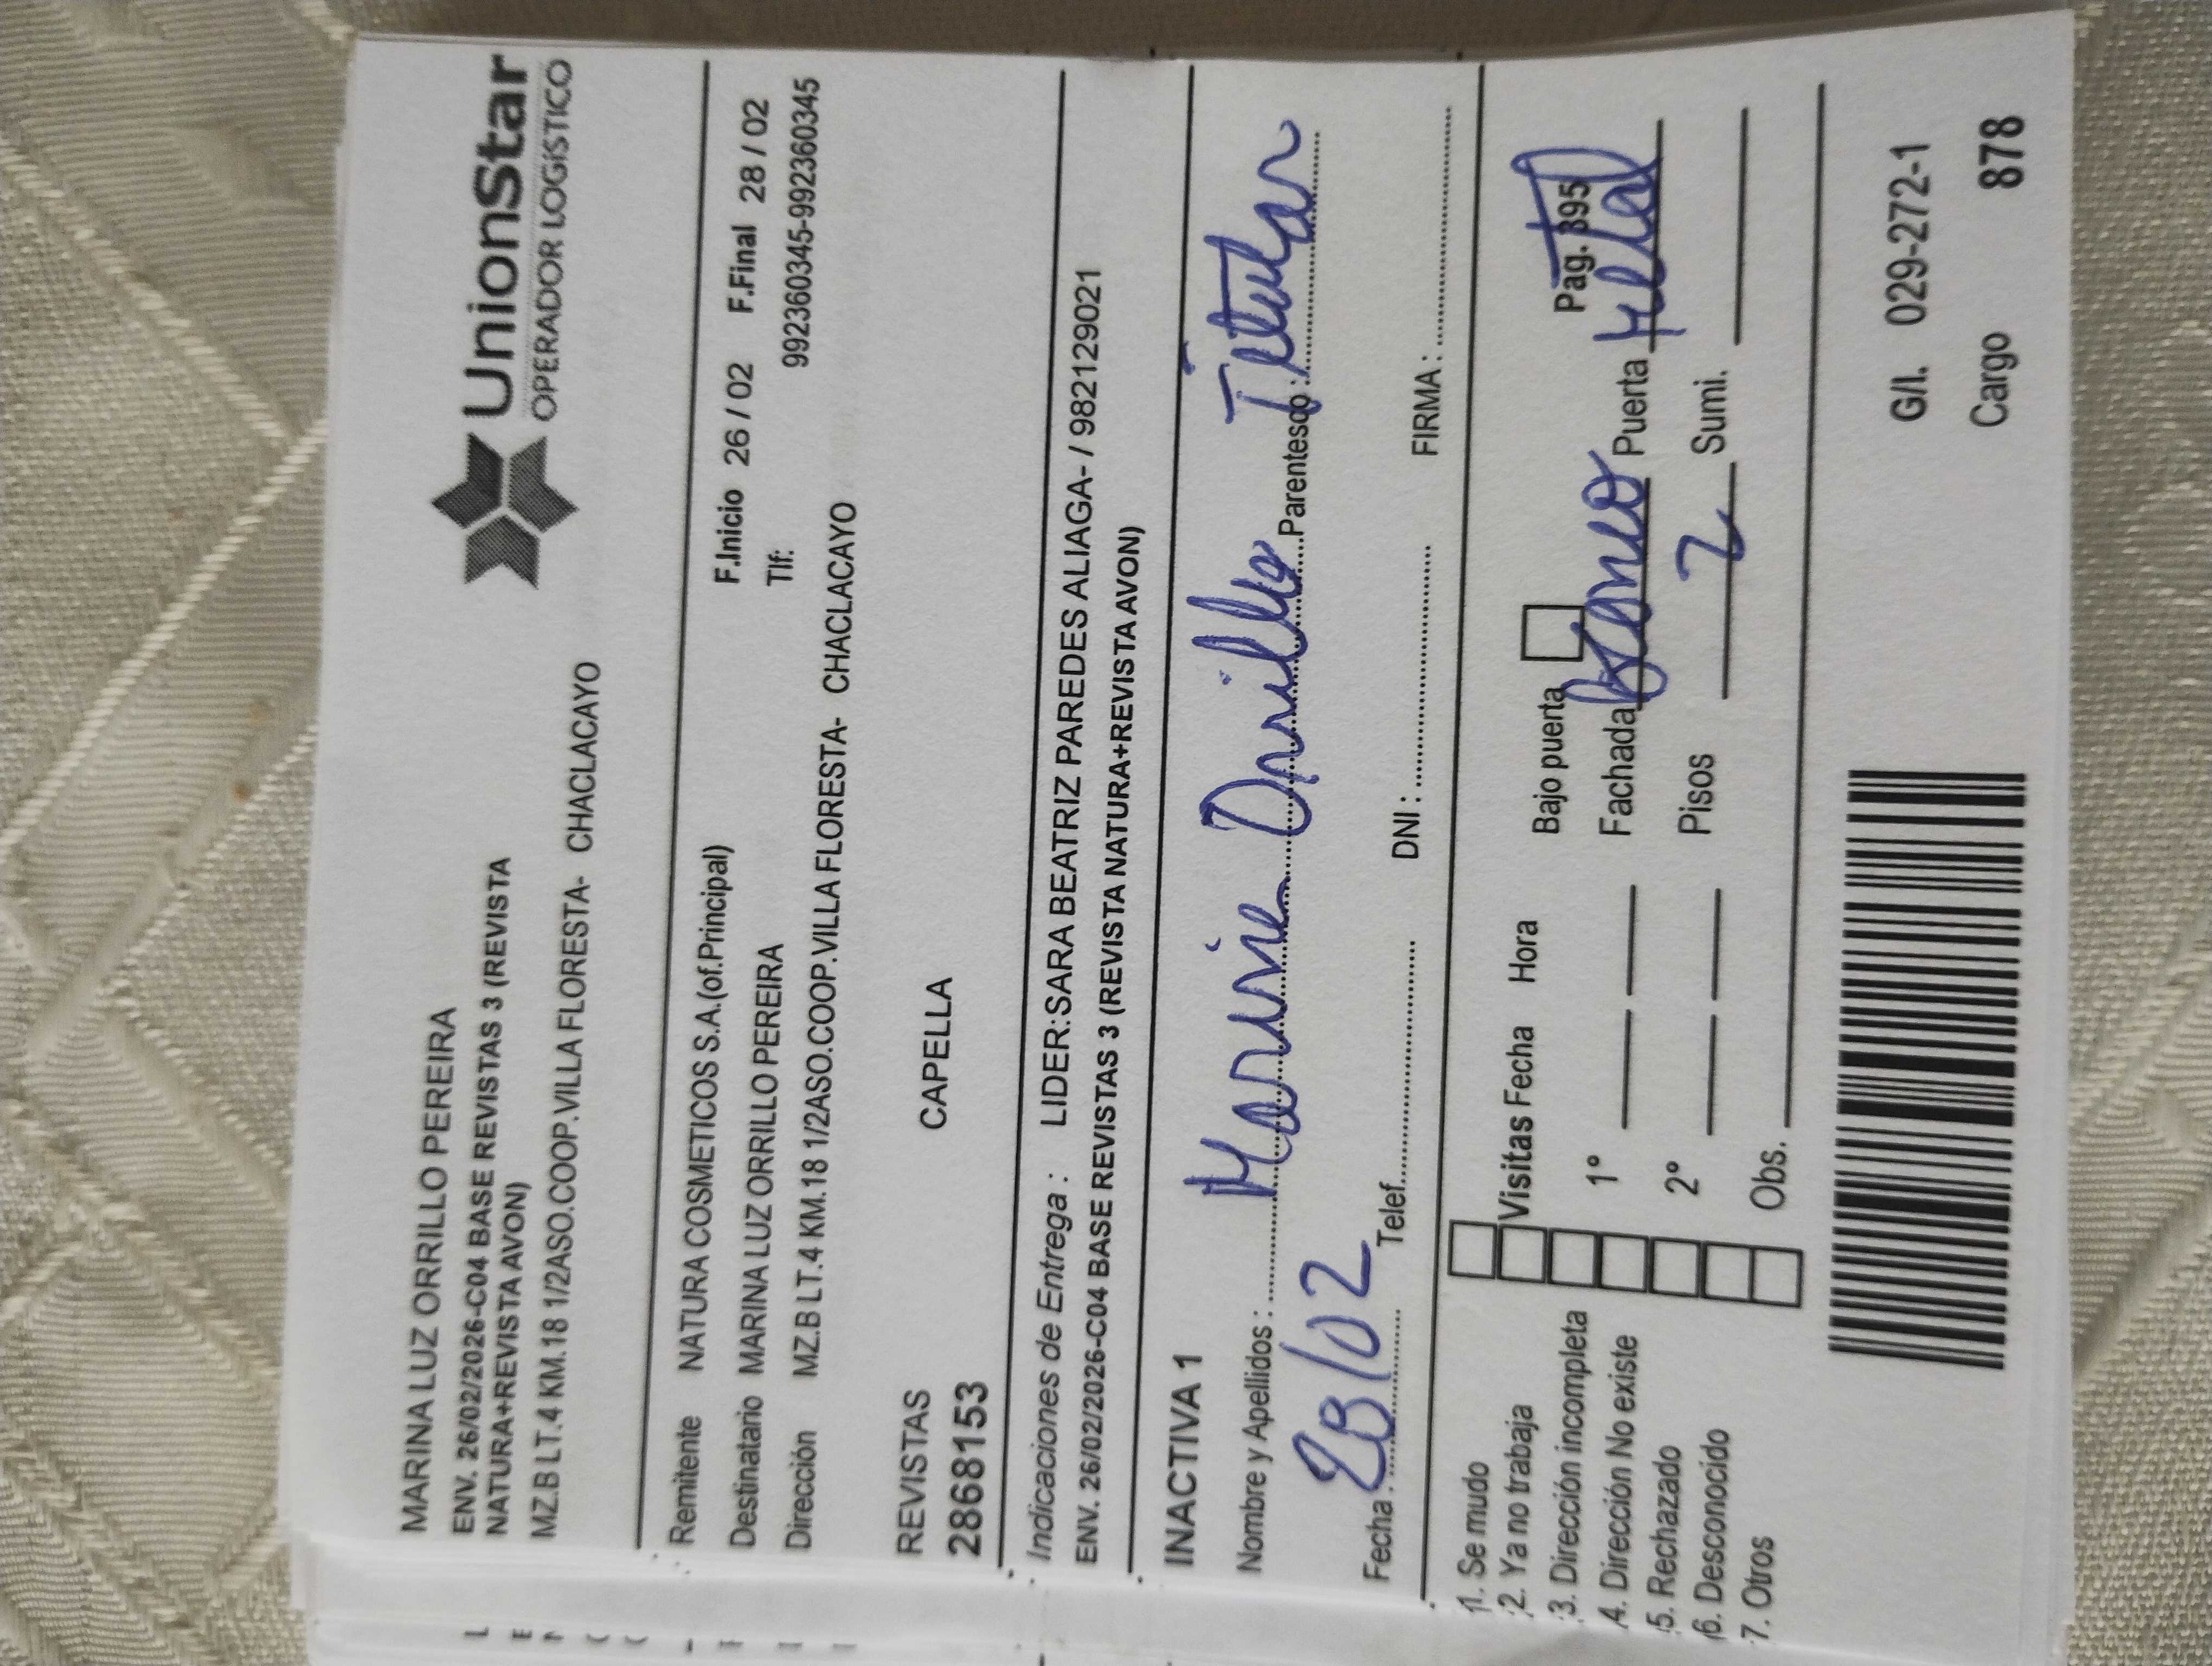 MARINA LUZ ORRILLO PEREIRA
UnionStar
OPERADOR LOGÍSTICO
ENV. 26/02/2026-C04 BASE REVISTAS 3 (REVISTA
NATURA+REVISTA AVON)
MZ.B LT.4 KM.18 1/2ASO.COOP.VILLA FLORESTA- CHACLACAYO
Remitente NATURA COSMETICOS S.A.(of.Principal)
F.Inicio 26 / 02 F.Final 28 / 02
Destinatario MARINA LUZ ORRILLO PEREIRA
Tlf: 992360345-992360345
Dirección MZ.B LT.4 KM.18 1/2ASO.COOP.VILLA FLORESTA- CHACLACAYO
REVISTAS CAPELLA
2868153
Indicaciones de Entrega : LIDER:SARA BEATRIZ PAREDES ALIAGA- / 982129021
ENV. 26/02/2026-C04 BASE REVISTAS 3 (REVISTA NATURA+REVISTA AVON)
INACTIVA 1
Nombre y Apellidos : Marina Orrillo Parentesco : Titular
Fecha : 28/02 Telef. DNI : FIRMA :
1. Se mudo
2. Ya no trabaja
3. Dirección incompleta
4. Dirección No existe
5. Rechazado
6. Desconocido
7. Otros
Visitas Fecha Hora
1°
2°
Obs.
Bajo puerta Pag. 395
Fachada Blanco Puerta Metal
Pisos 2 Sumi.
G/I. 029-272-1
Cargo 878